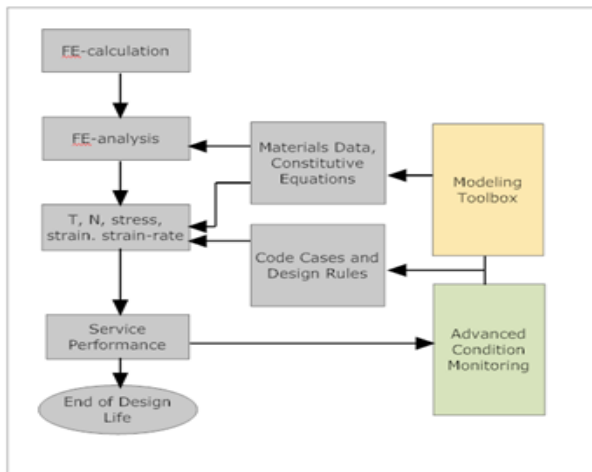 FE-calculation
FE-analysis
Materials Data,
Constitutive
Equations
Modeling
Toolbox
T, N, stress,
strain. strain-rate
Code Cases and
Design Rules
Service
Performance
Advanced
Condition
Monitoring
End of Design
Life